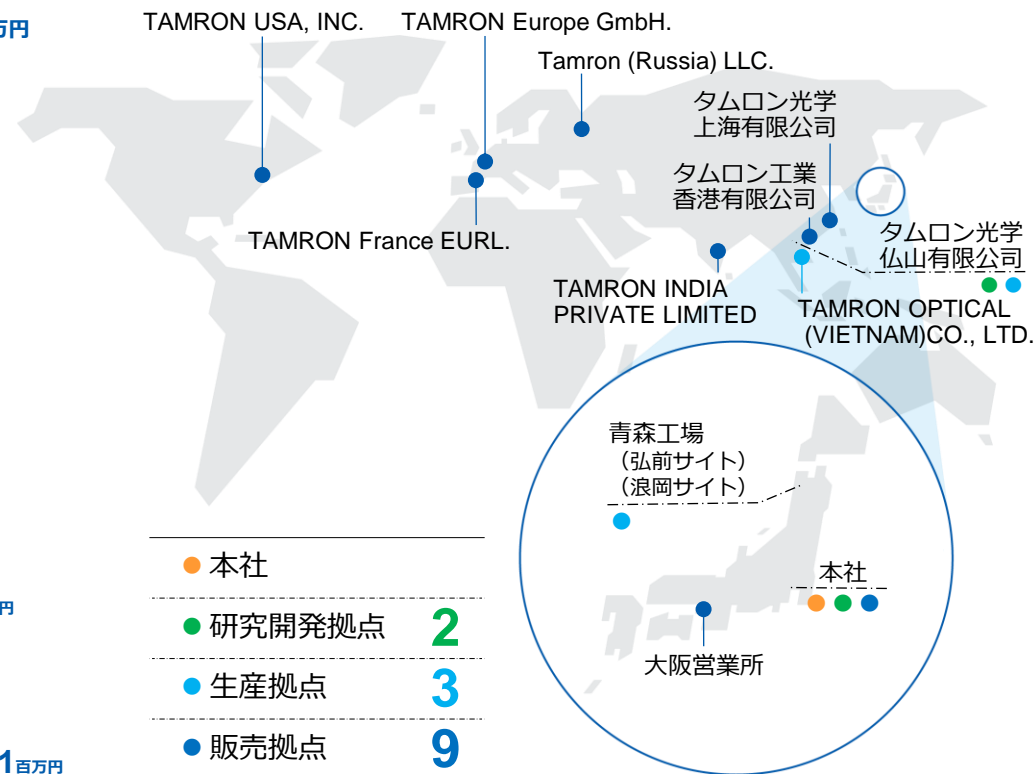 万円
TAMRON USA, INC.
TAMRON Europe GmbH.
Tamron (Russia) LLC.
タムロン光学
上海有限公司
タムロン工業
香港有限公司
タムロン光学
仏山有限公司
TAMRON France EURL.
TAMRON INDIA
PRIVATE LIMITED
TAMRON OPTICAL
(VIETNAM)CO., LTD.
青森工場
（弘前サイト）
（浪岡サイト）
本社
大阪営業所
本社
研究開発拠点 2
生産拠点 3
販売拠点 9
円
1百万円